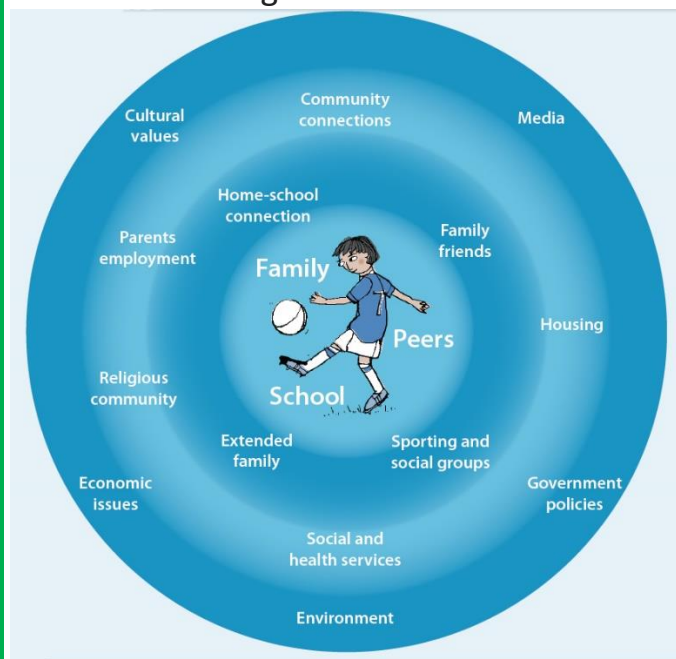 Community
connections
Cultural
values
Media
Home-school
connection
Family
friends
Parents
employment
Family
Peers
Housing
School
Religious
community
Extended
family
Sporting and
social groups
Economic
issues
Government
policies
Social and
health services
Environment